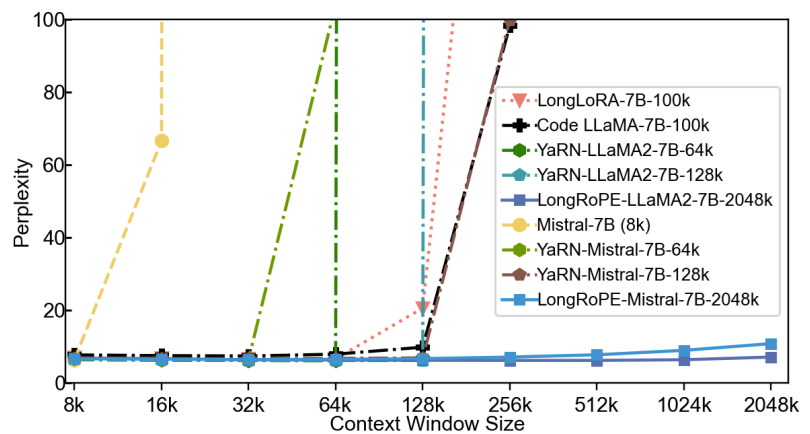 100
80
60
40
20
0
Perplexity
LongLoRA-7B-100k
Code LLaMA-7B-100k
YaRN-LLaMA2-7B-64k
YaRN-LLaMA2-7B-128k
LongRoPE-LLaMA2-7B-2048k
Mistral-7B (8k)
YaRN-Mistral-7B-64k
YaRN-Mistral-7B-128k
LongRoPE-Mistral-7B-2048k
8k 16k 32k 64k 128k 256k 512k 1024k 2048k
Context Window Size